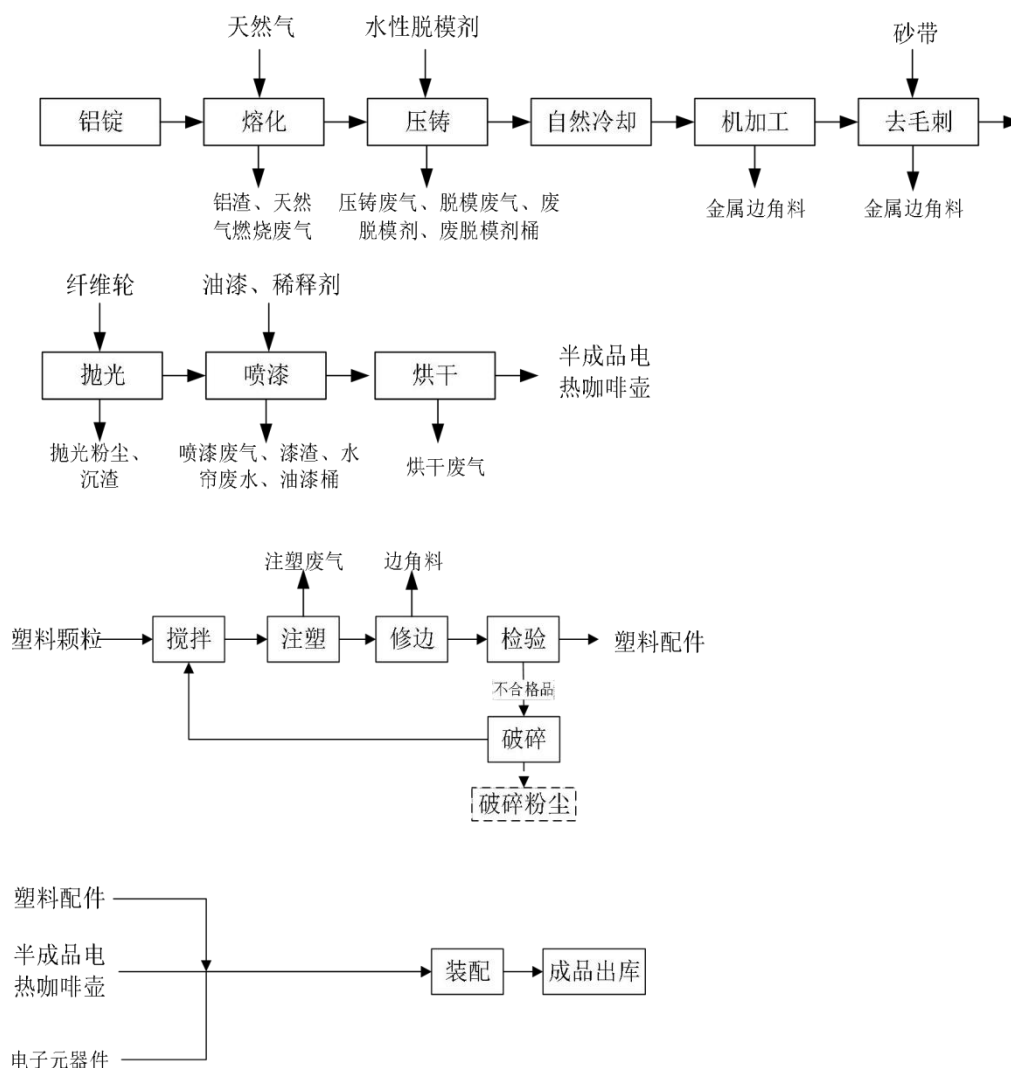 天然气
水性脱模剂
砂带
铝锭
熔化
压铸
自然冷却
机加工
去毛刺
铝渣、天然
气燃烧废气
压铸废气、脱模废气、废
脱模剂、废脱模剂桶
金属边角料
金属边角料
纤维轮
油漆、稀释剂
抛光
喷漆
烘干
半成品电
热咖啡壶
抛光粉尘、
沉渣
喷漆废气、漆渣、水
帘废水、油漆桶
烘干废气
注塑废气
边角料
塑料颗粒
搅拌
注塑
修边
检验
塑料配件
不合格品
破碎
破碎粉尘
塑料配件
半成品电
热咖啡壶
装配
成品出库
电子元器件